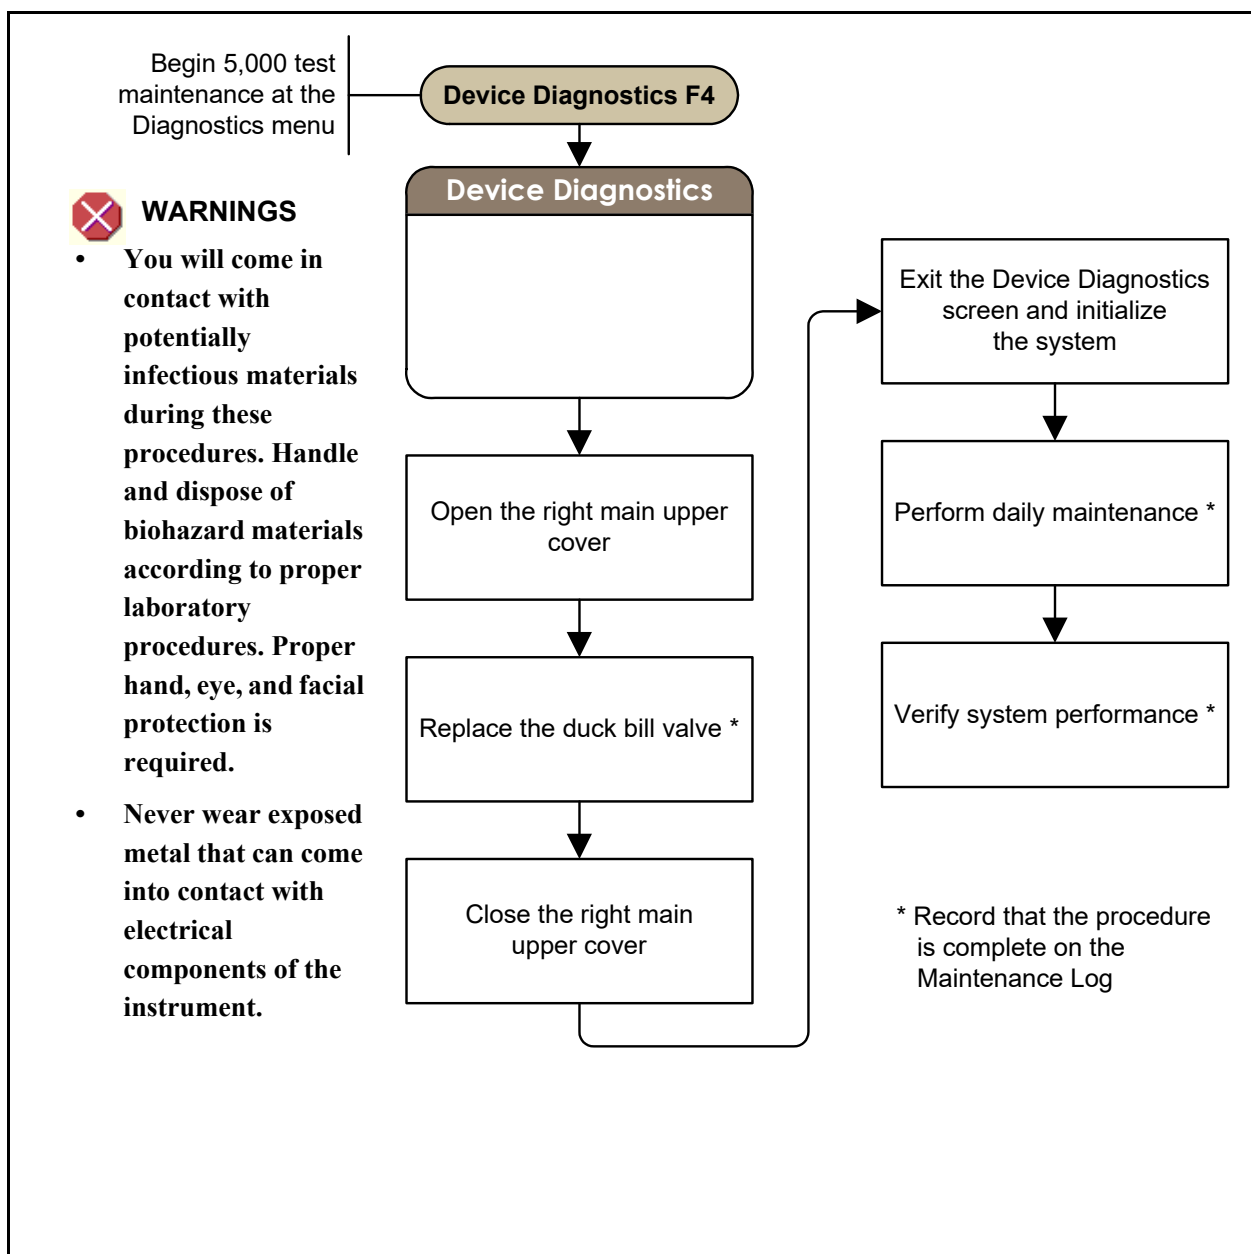 Begin 5,000 test
maintenance at the
Diagnostics menu
Device Diagnostics F4
Device Diagnostics
WARNINGS
• You will come in
contact with
potentially
infectious materials
during these
procedures. Handle
and dispose of
biohazard materials
according to proper
laboratory
procedures. Proper
hand, eye, and facial
protection is
required.
• Never wear exposed
metal that can come
into contact with
electrical
components of the
instrument.
Open the right main upper
cover
Replace the duck bill valve *
Close the right main
upper cover
Exit the Device Diagnostics
screen and initialize
the system
Perform daily maintenance *
Verify system performance *
* Record that the procedure
is complete on the
Maintenance Log